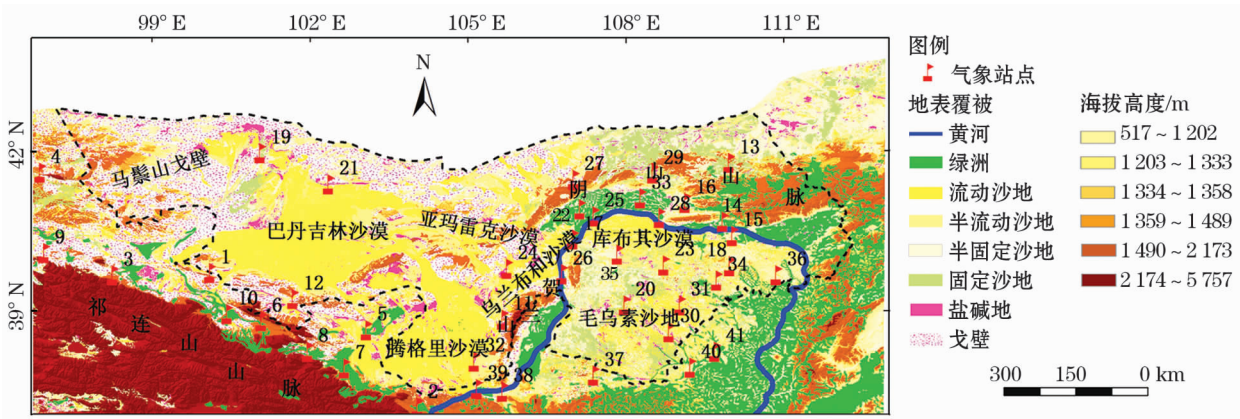 99° E 102° E 105° E 108° E 111° E
42° N
39° N
N
图例
气象站点
地表覆被
黄河
绿洲
流动沙地
半流动沙地
半固定沙地
固定沙地
盐碱地
戈壁
海拔高度/m
517~1 202
1 203~1 333
1 334~1 358
1 359~1 489
1 490~2 173
2 174~5 757
300 150 0 km
马鬃山戈壁
巴丹吉林沙漠
亚玛雷克沙漠
乌兰布和沙漠
库布其沙漠
毛乌素沙地
腾格里沙漠
祁连山山脉
阴山山脉
贺兰山
4
19
21
27
29
13
33
16
25
28
14
15
22
17
9
3
1
12
24
26
35
23
18
34
36
10
6
8
5
7
11
20
31
30
41
32
39
38
2
37
40